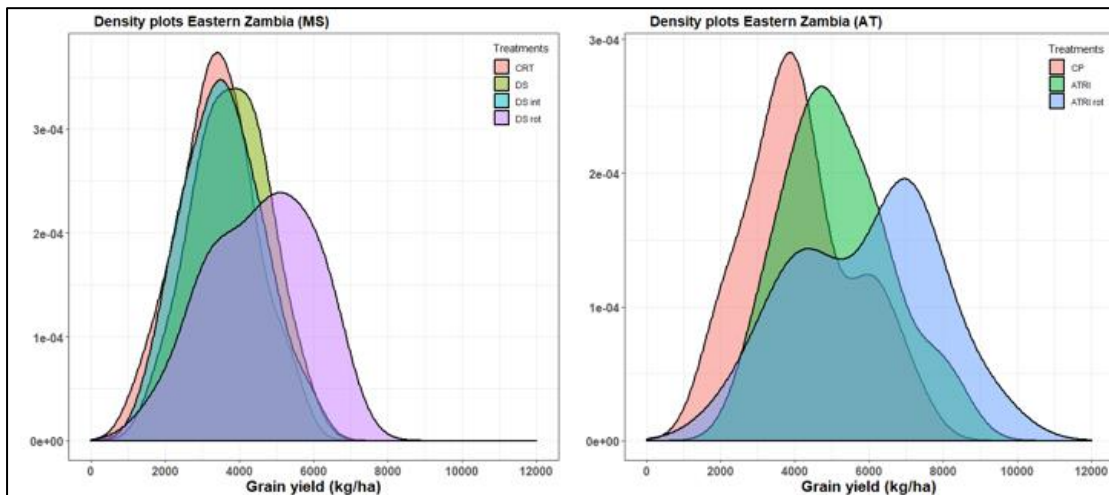 Density plots Eastern Zambia (MS)
Treatments
CRT
DS
DS int
DS rot
3e-04
2e-04
1e-04
0e+00
0 2000 4000 6000 8000 10000 12000
Grain yield (kg/ha)
Density plots Eastern Zambia (AT)
Treatments
CP
ATRI
ATRI rot
3e-04
2e-04
1e-04
0e+00
0 2000 4000 6000 8000 10000 12000
Grain yield (kg/ha)